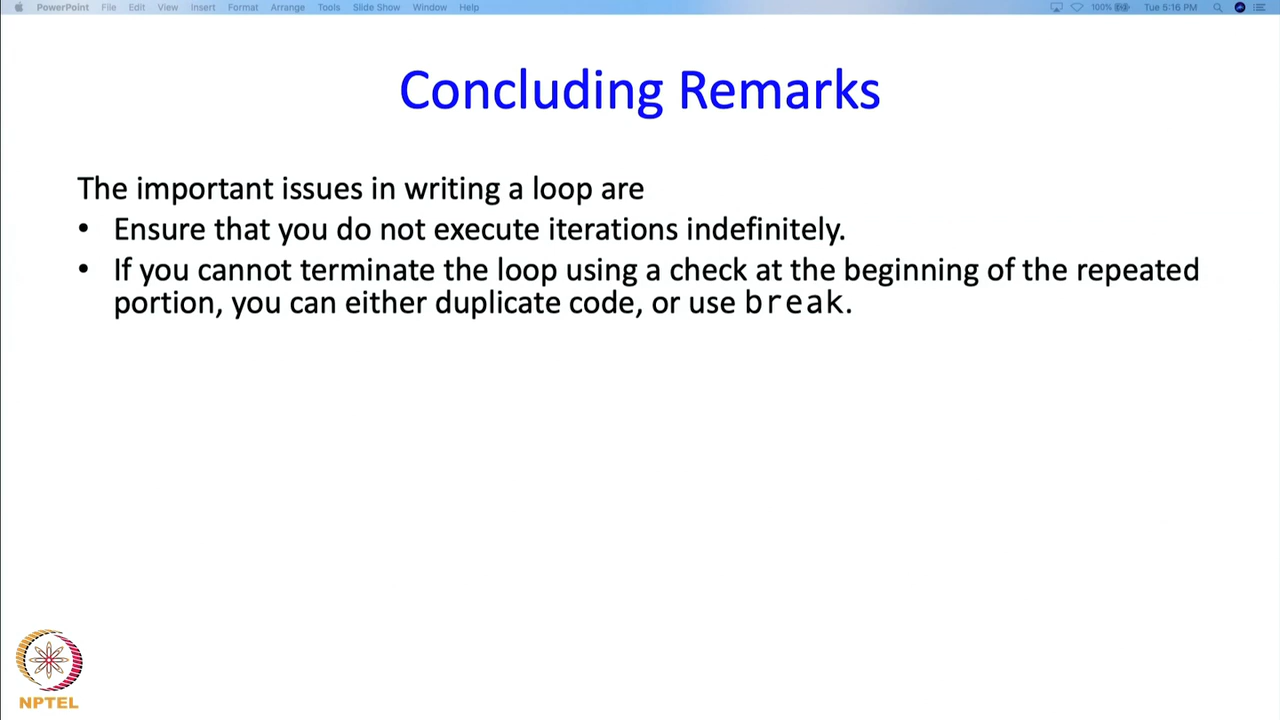 PowerPoint File Edit View Insert Format Arrange Tools Slide Show Window Help 100% Tue 5:16 PM
Concluding Remarks
The important issues in writing a loop are
• Ensure that you do not execute iterations indefinitely.
• If you cannot terminate the loop using a check at the beginning of the repeated
portion, you can either duplicate code, or use break.
NPTEL